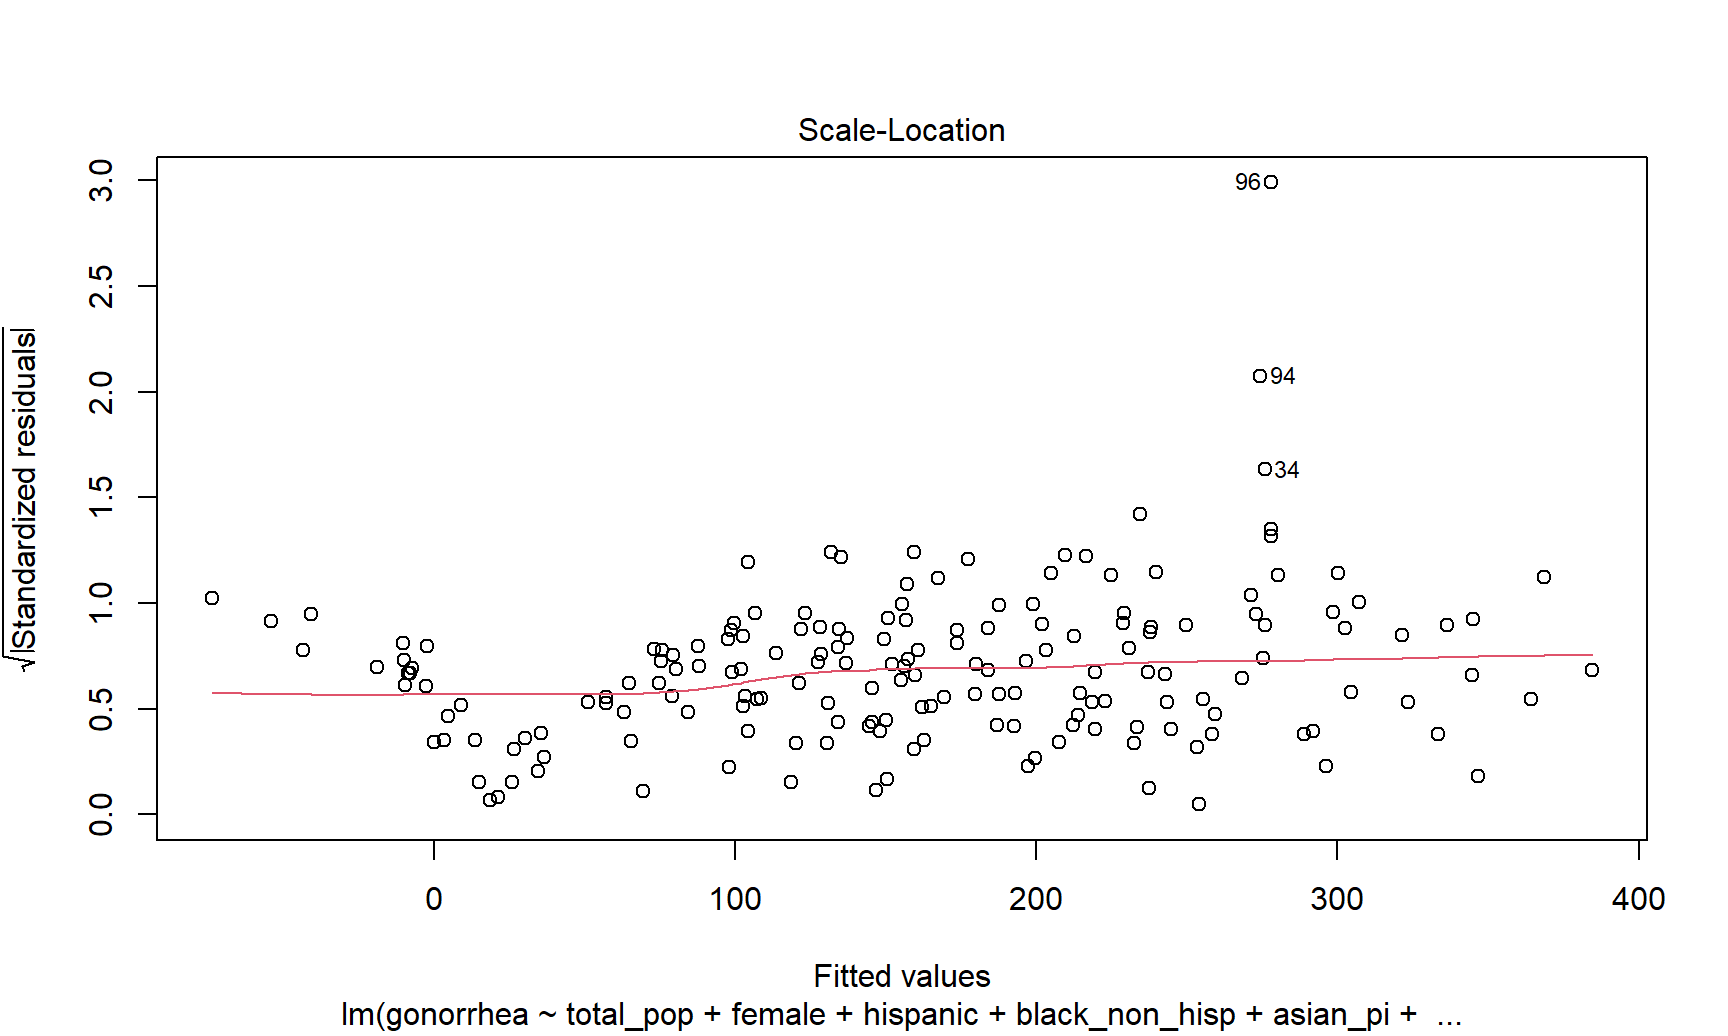 Scale-Location
√|Standardized residuals|
3.0
2.5
2.0
1.5
1.0
0.5
0.0
96
94
34
0 100 200 300 400
Fitted values
lm(gonorrhea ~ total_pop + female + hispanic + black_non_hisp + asian_pi + ...